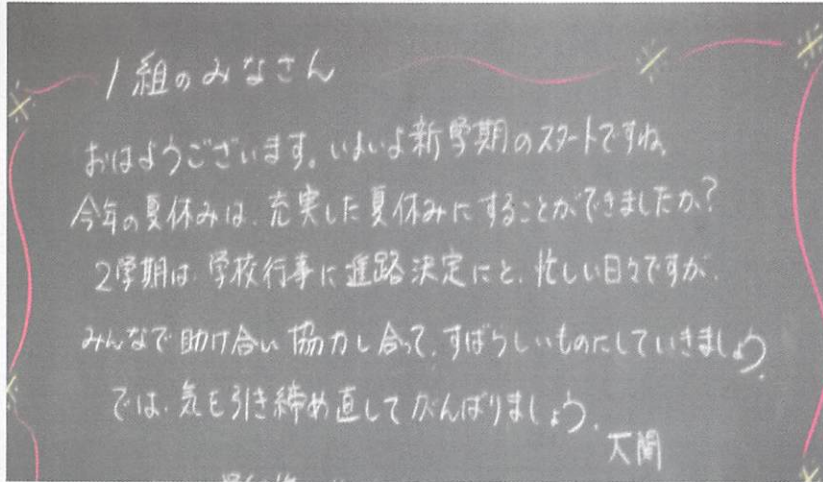 1組のみなさん
おはようございます。いよいよ新学期のスタートですね。
今年の夏休みは、充実した夏休みにすることができましたか?
2学期は、学校行事に進路決定にと、忙しい日々ですが、
みんなで助け合い協力し合って、すばらしいものにしていきましょう。
では、気を引き締め直してがんばりましょう。
大関